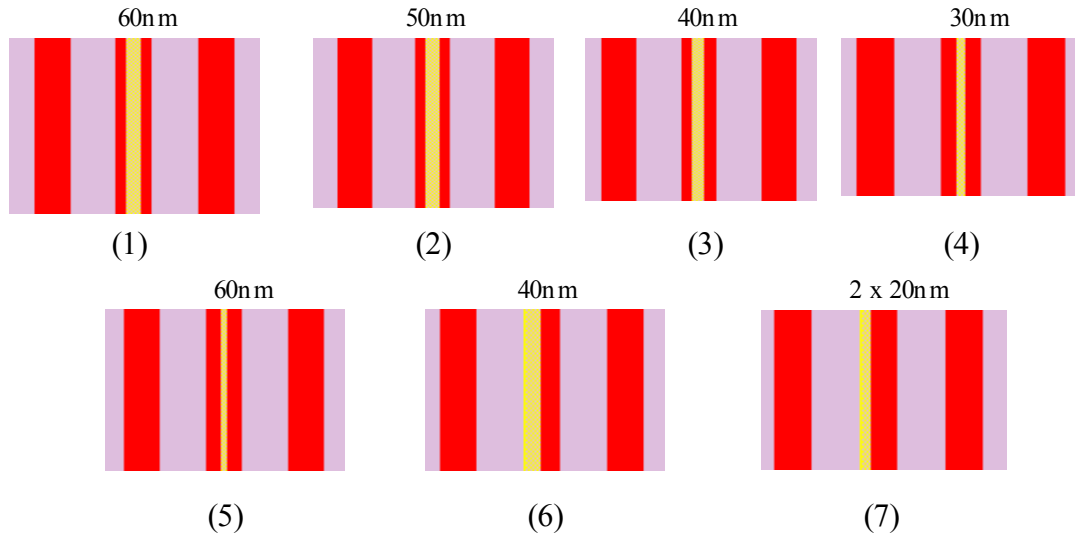 60nm 50nm 40nm 30nm
(1) (2) (3) (4)
60nm 40nm 2 x 20nm
(5) (6) (7)